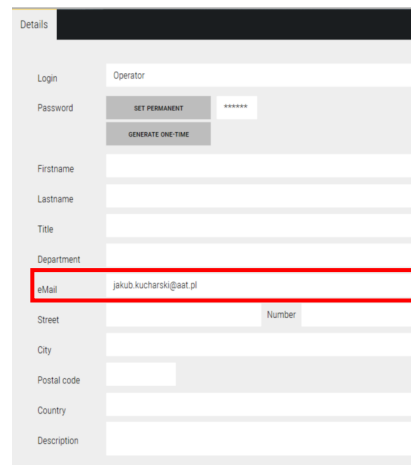 Details
Login Operator
Password SET PERMANENT ******
GENERATE ONE-TIME
Firstname
Lastname
Title
Department
eMail jakub.kucharski@aat.pl
Street Number
City
Postal code
Country
Description